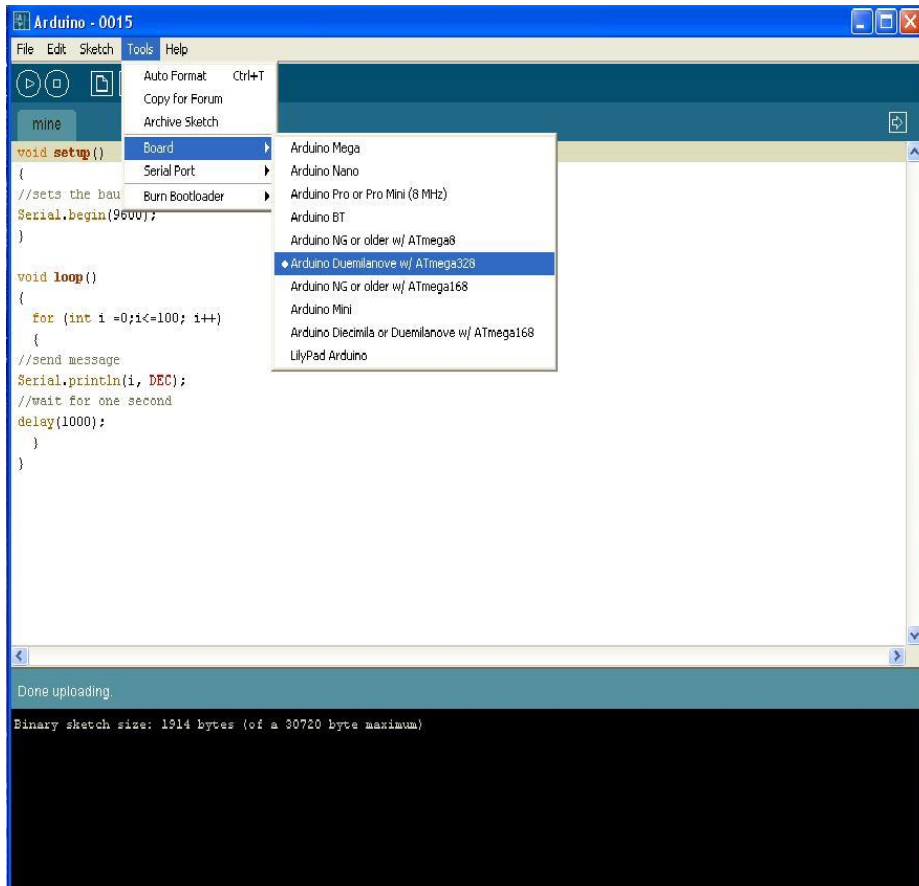 Arduino - 0015
File Edit Sketch Tools Help
Auto Format Ctrl+T
Copy for Forum
Archive Sketch
Board
Serial Port
Burn Bootloader
Arduino Mega
Arduino Nano
Arduino Pro or Pro Mini (8 MHz)
Arduino BT
Arduino NG or older w/ ATmega8
Arduino Duemilanove w/ ATmega328
Arduino NG or older w/ ATmega168
Arduino Mini
Arduino Diecimila or Duemilanove w/ ATmega168
LilyPad Arduino
mine
void setup()
{
//sets the bau
Serial.begin(9600);
}
void loop()
{
for (int i =0;i<=100; i++)
{
//send message
Serial.println(i, DEC);
//wait for one second
delay(1000);
}
}
Done uploading.
Binary sketch size: 1914 bytes (of a 30720 byte maximum)